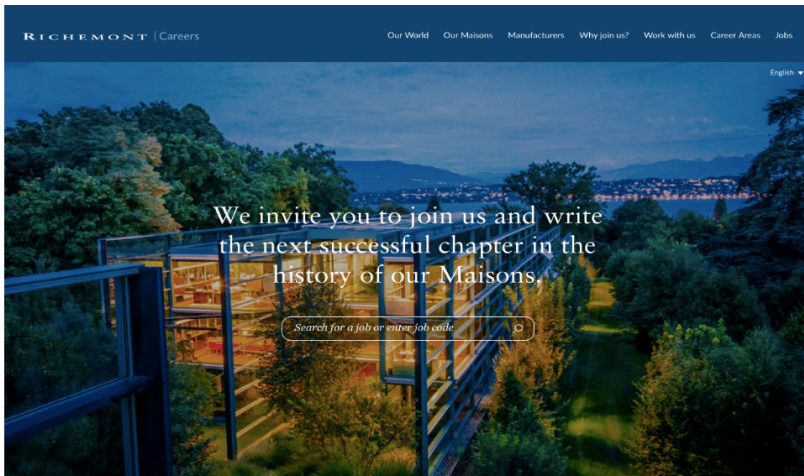 RICHEMONT | Careers
Our World Our Maisons Manufacturers Why join us? Work with us Career Areas Jobs
English
We invite you to join us and write
the next successful chapter in the
history of our Maisons.
Search for a job or enter job code